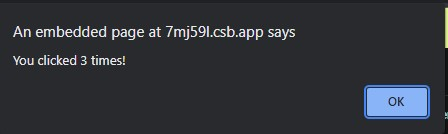 An embedded page at 7mj59l.csb.app says
You clicked 3 times!
OK